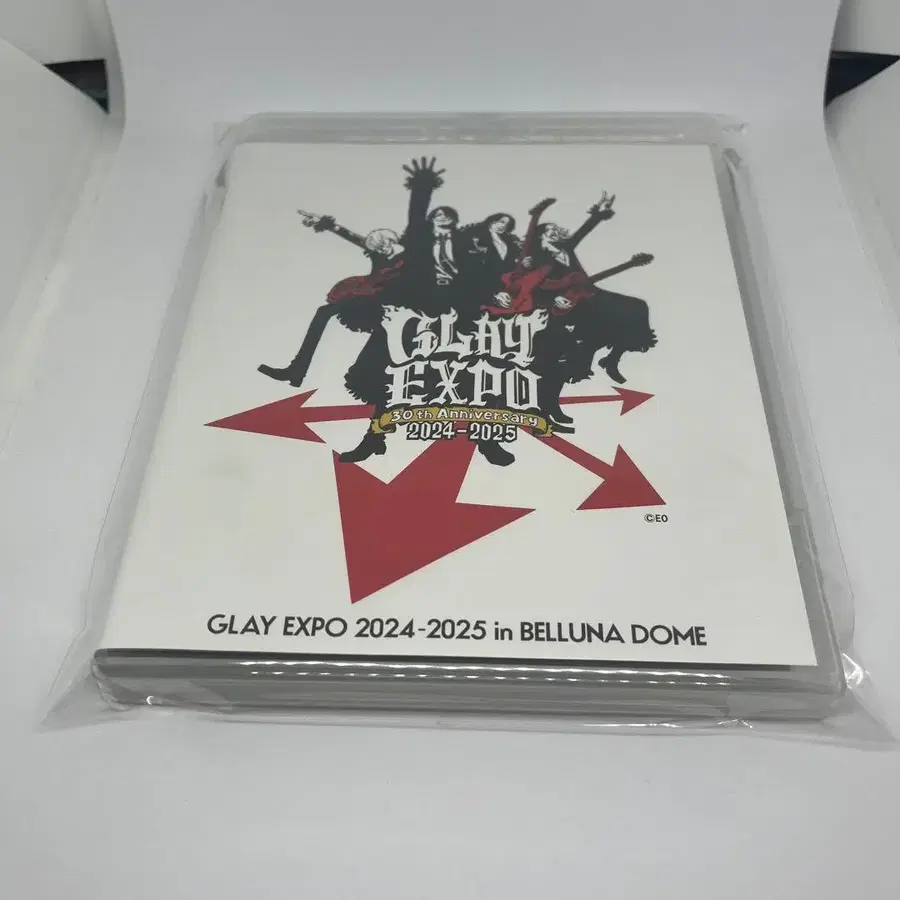 GLAY
EXPO
30th Anniversary
2024-2025
©EO
GLAY EXPO 2024-2025 in BELLUNA DOME